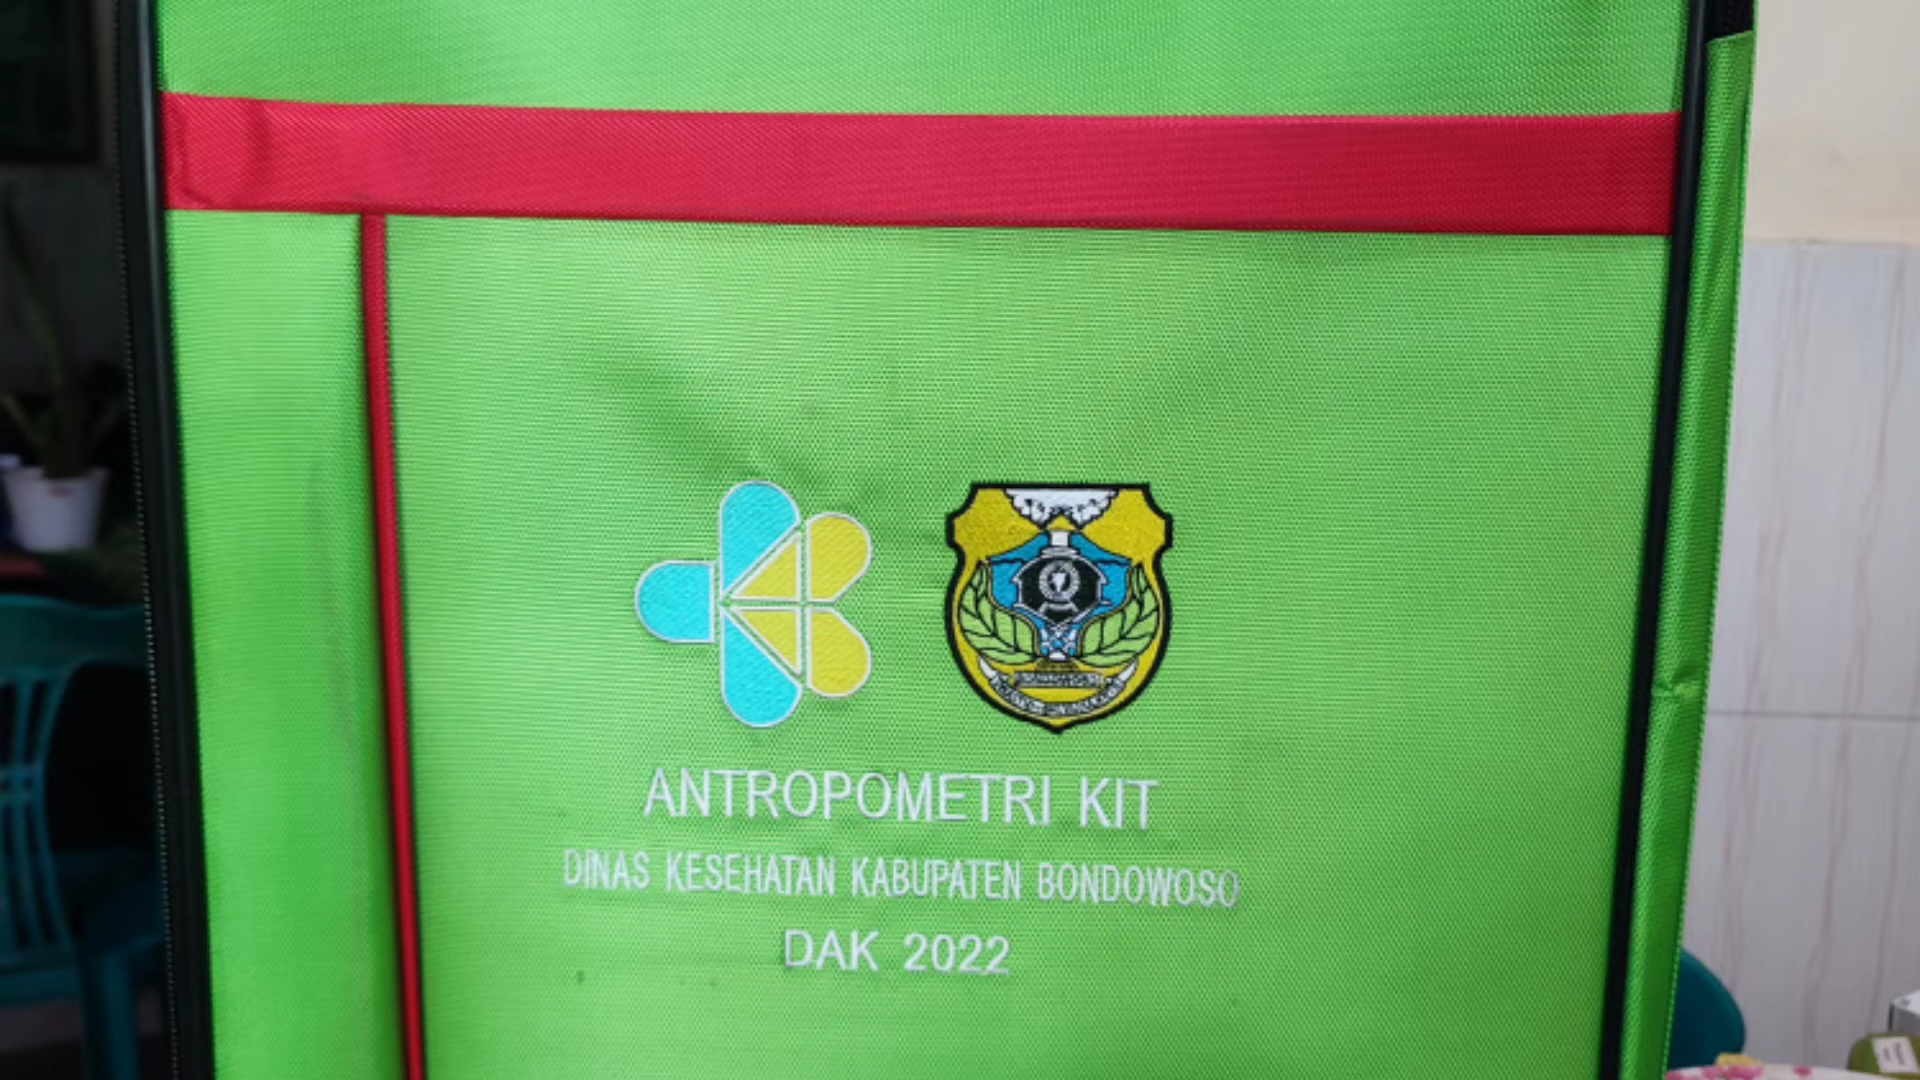 ANTROPOMETRI KIT
DINAS KESEHATAN KABUPATEN BONDOWOSO
DAK 2022